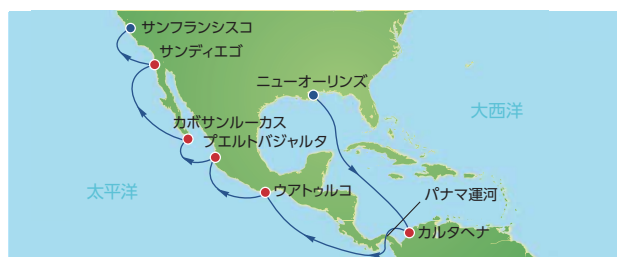 サンフランシスコ
サンディエゴ
ニューオーリンズ
大西洋
カボサンルーカス
プエルトバジャルタ
太平洋
ウアトゥルコ
パナマ運河
カルタヘナ